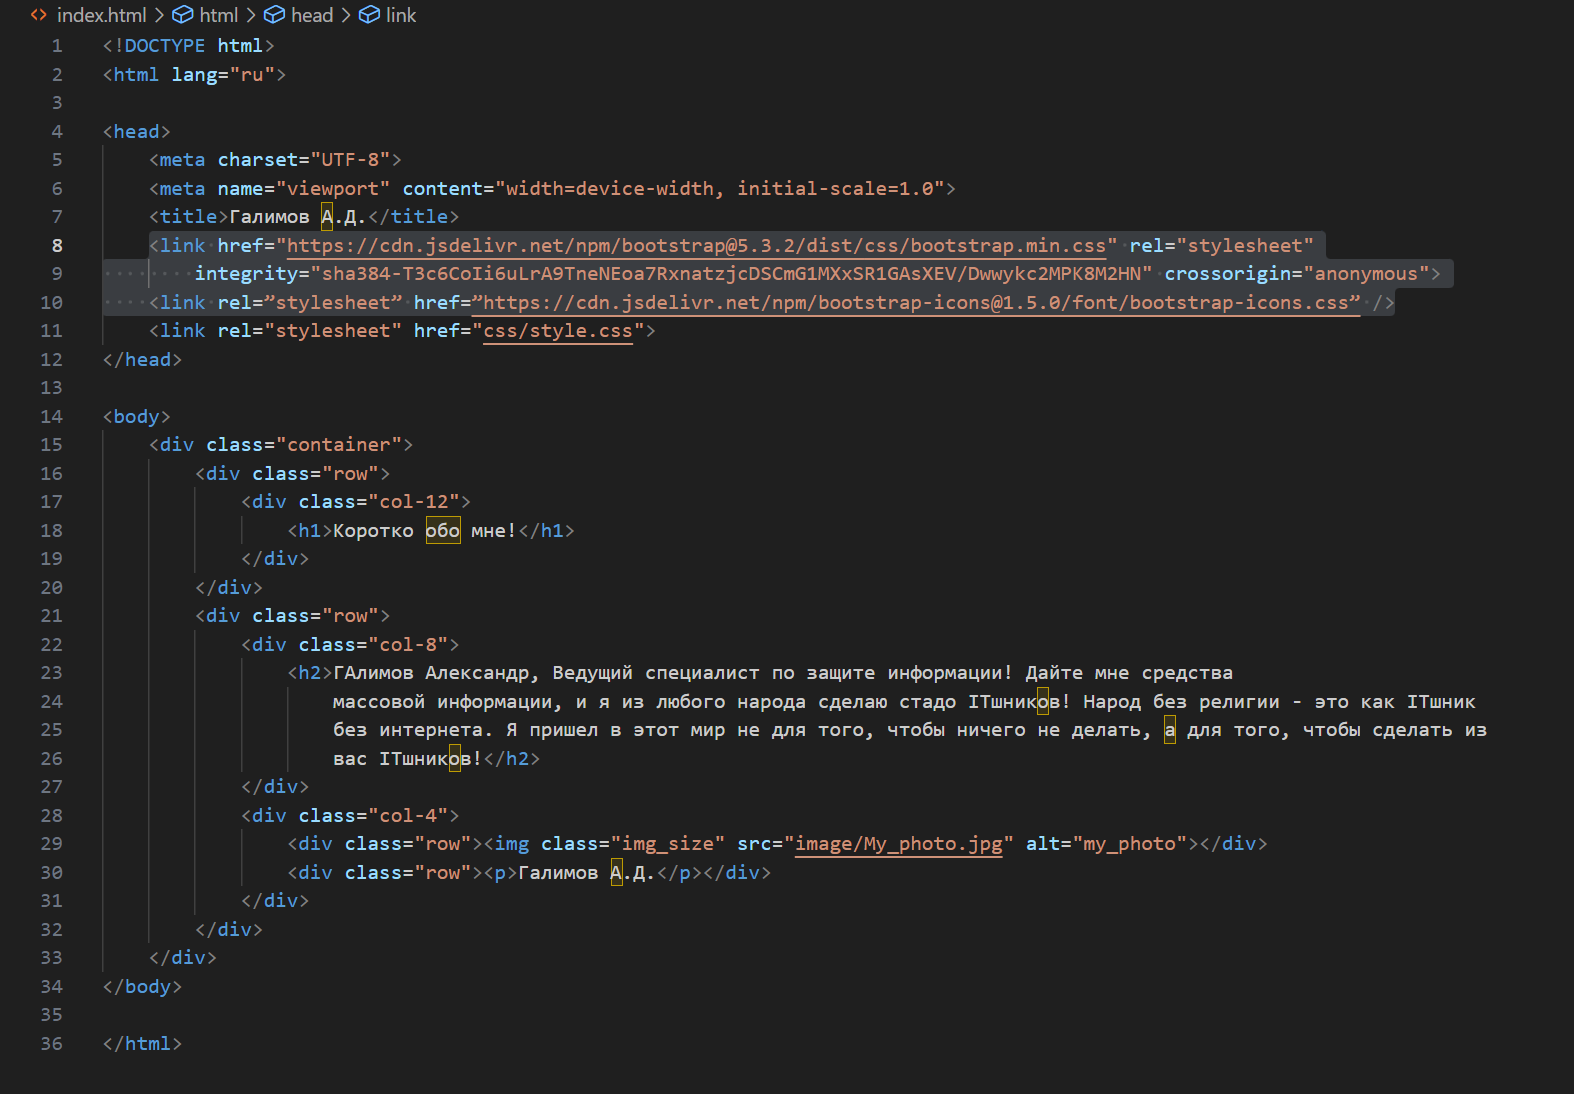 index.html > html > head > link
1 <!DOCTYPE html>
2 <html lang="ru">
3
4 <head>
5 <meta charset="UTF-8">
6 <meta name="viewport" content="width=device-width, initial-scale=1.0">
7 <title>Галимов А.Д.</title>
8 <link href="https://cdn.jsdelivr.net/npm/bootstrap@5.3.2/dist/css/bootstrap.min.css" rel="stylesheet"
9 integrity="sha384-T3c6CoIi6uLrA9TneNEoa7RxnatzjcDSCmG1MXxSR1GAsXEV/Dwwykc2MPK8M2HN" crossorigin="anonymous">
10 <link rel=”stylesheet” href=”https://cdn.jsdelivr.net/npm/bootstrap-icons@1.5.0/font/bootstrap-icons.css” />
11 <link rel="stylesheet" href="css/style.css">
12 </head>
13
14 <body>
15 <div class="container">
16 <div class="row">
17 <div class="col-12">
18 <h1>Коротко обо мне!</h1>
19 </div>
20 </div>
21 <div class="row">
22 <div class="col-8">
23 <h2>ГАлимов Александр, Ведущий специалист по защите информации! Дайте мне средства
24 массовой информации, и я из любого народа сделаю стадо ITшников! Народ без религии - это как ITшник
25 без интернета. Я пришел в этот мир не для того, чтобы ничего не делать, а для того, чтобы сделать из
26 вас ITшников!</h2>
27 </div>
28 <div class="col-4">
29 <div class="row"><img class="img_size" src="image/My_photo.jpg" alt="my_photo"></div>
30 <div class="row"><p>Галимов А.Д.</p></div>
31 </div>
32 </div>
33 </div>
34 </body>
35
36 </html>